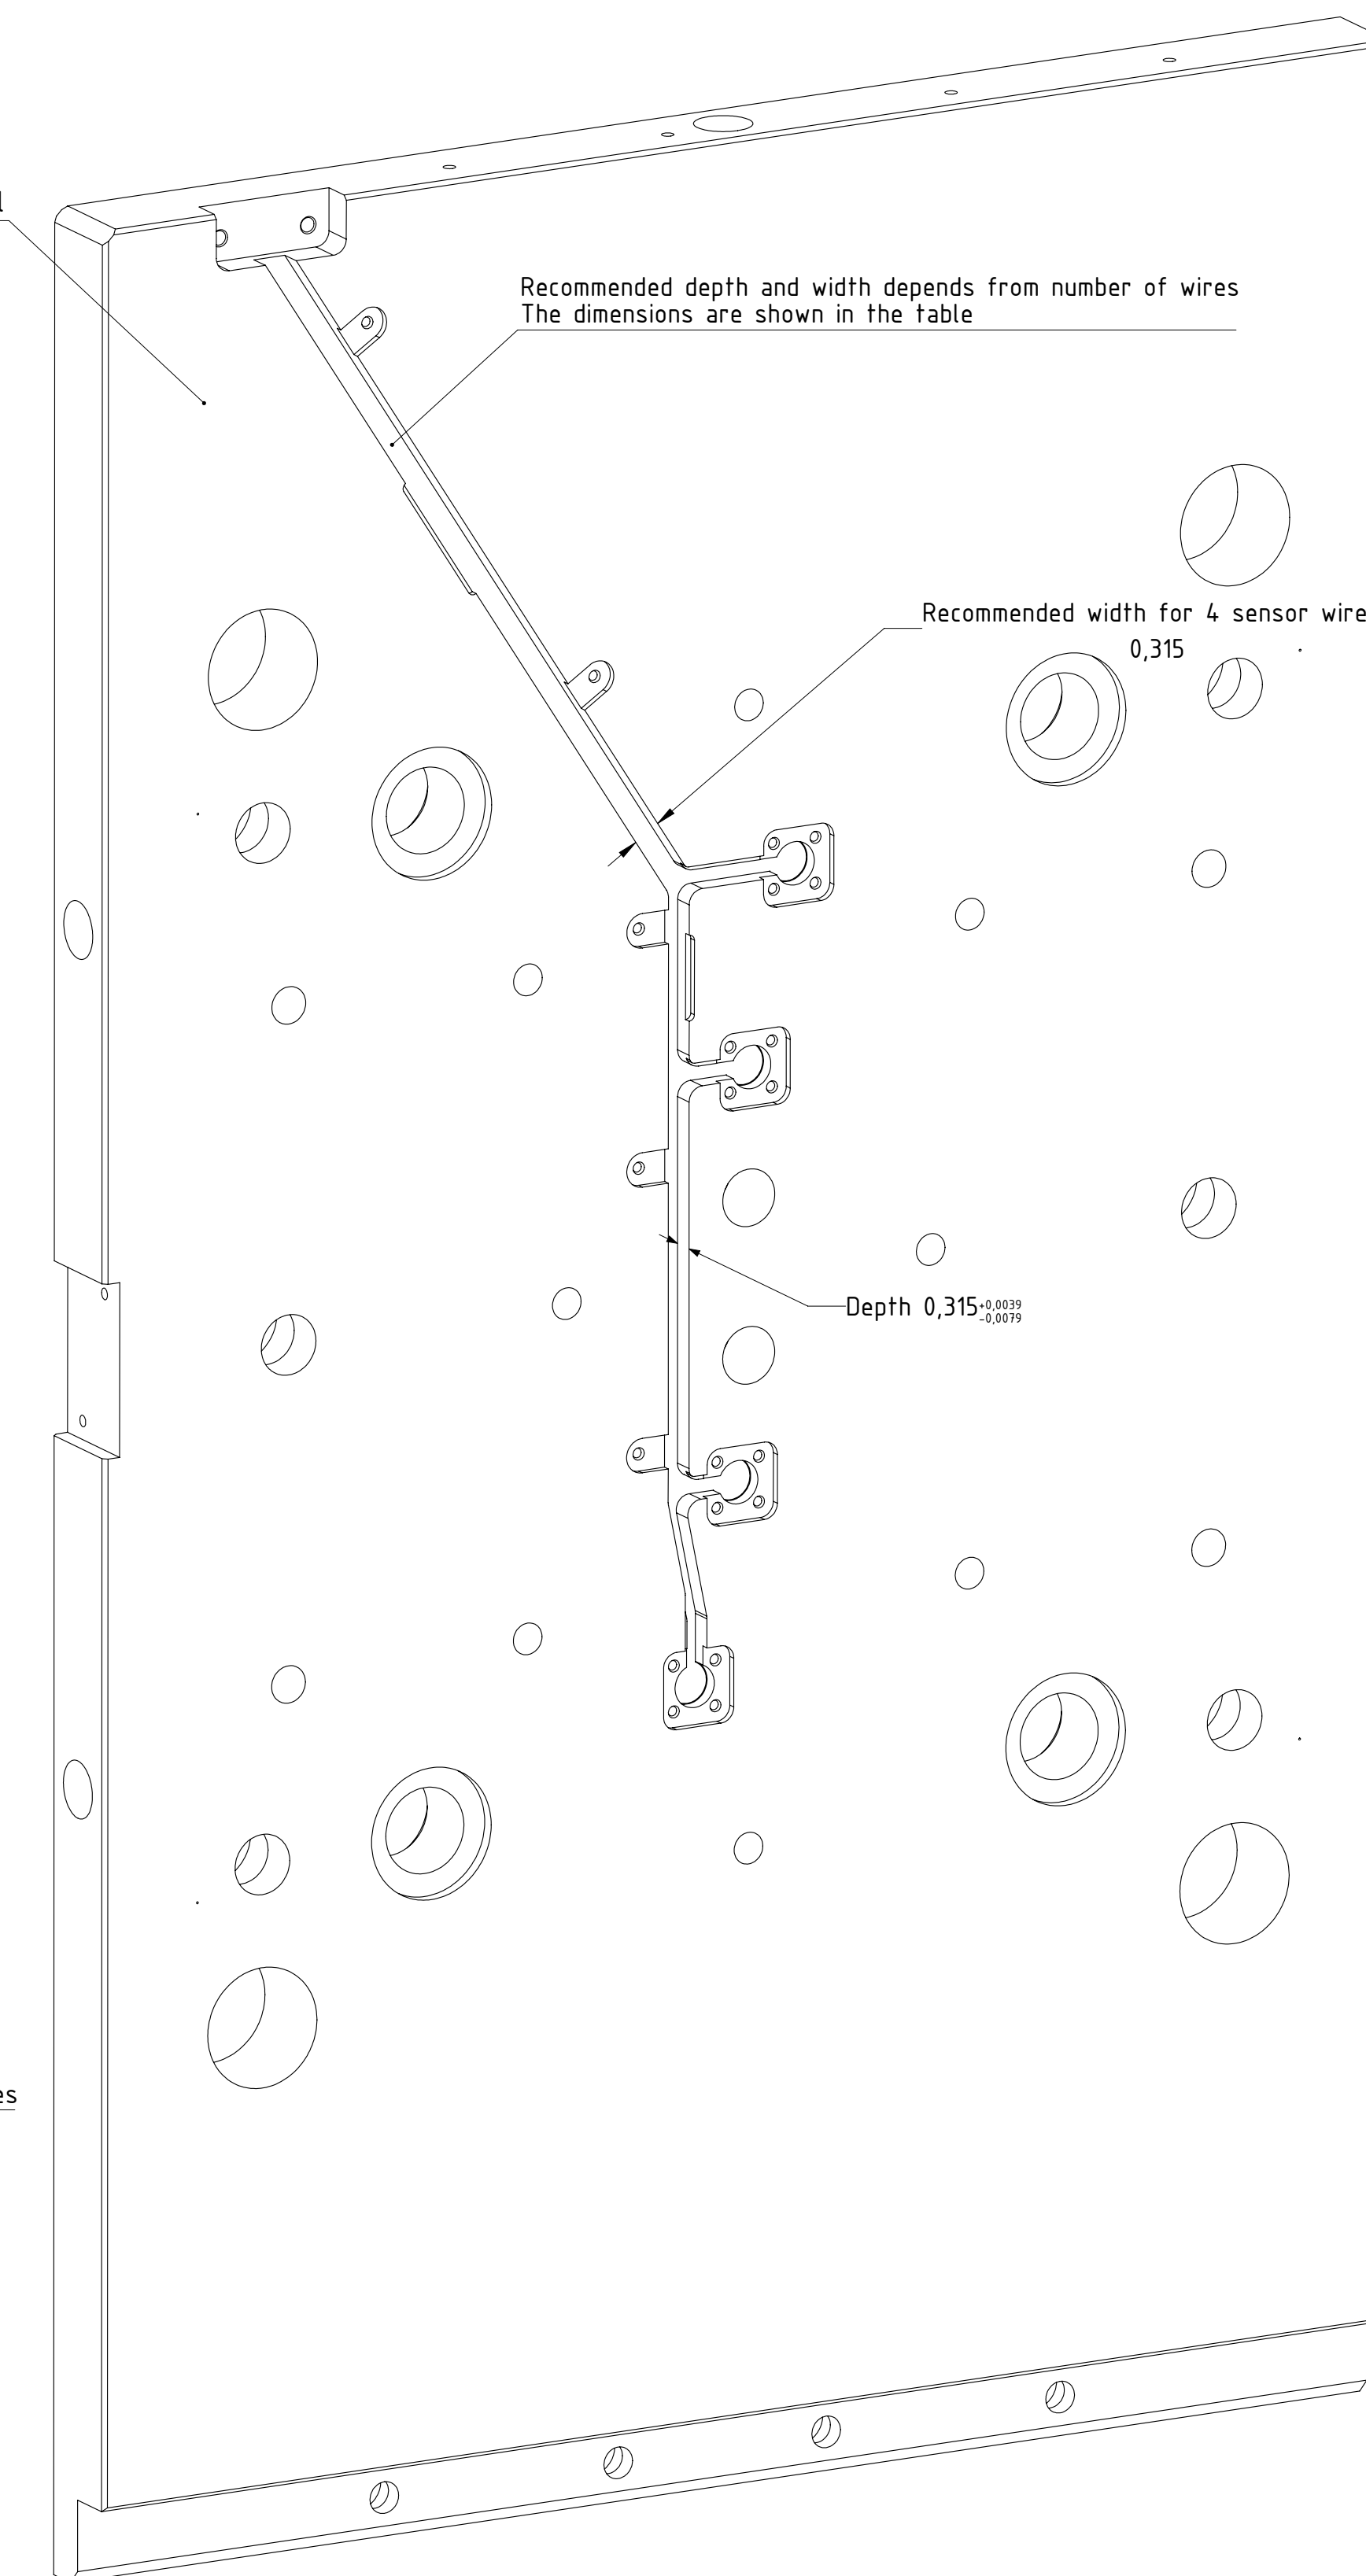 Recommended depth and width depends from number of wires
The dimensions are shown in the table
Recommended width for 4 sensor wire
0,315
Depth 0,315 +0,0039
-0,0079
es